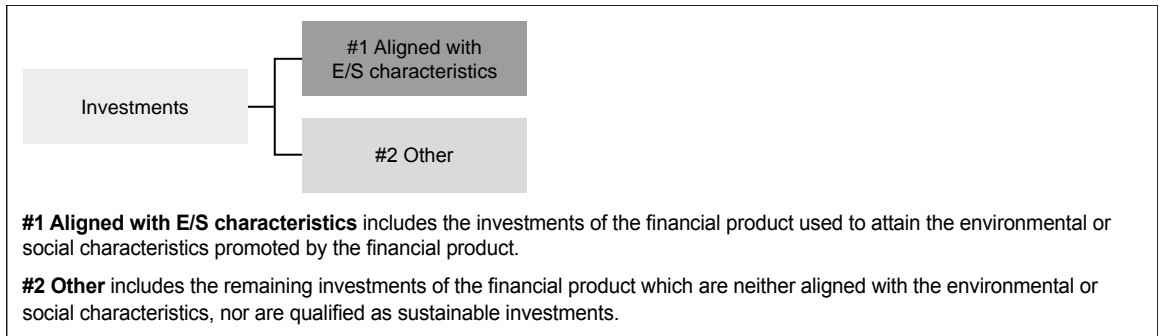 #1 Aligned with
E/S characteristics
Investments
#2 Other
#1 Aligned with E/S characteristics includes the investments of the financial product used to attain the environmental or
social characteristics promoted by the financial product.
#2 Other includes the remaining investments of the financial product which are neither aligned with the environmental or
social characteristics, nor are qualified as sustainable investments.